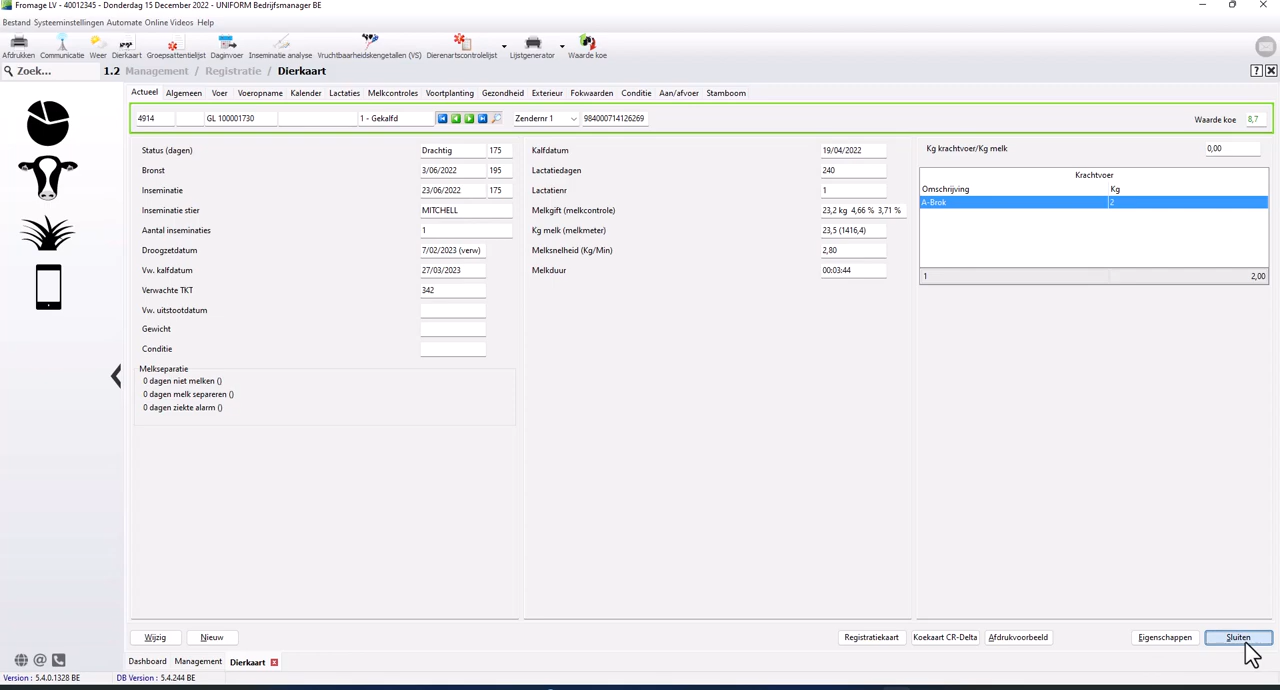 Fromage LV - 40012345 - Donderdag 15 December 2022 - UNIFORM Bedrijfsmanager BE
Bestand Systeeminstellingen Automate Online Videos Help
Afdrukken Communicatie Weer Dierkaart Groepsattentielijst Daginvoer Inseminatie analyse Vruchtbaarheidskengetallen (VS) Dierenartscontrolelijst Lijstgenerator Waarde koe
Zoek... 1.2 Management / Registratie / Dierkaart
Actueel Algemeen Voer Voeropname Kalender Lactaties Melkcontroles Voortplanting Gezondheid Exterieur Fokwaarden Conditie Aan/afvoer Stamboom
4914 GL 100001730 1 - Gekalfd Zendernr 1 984000714126269 Waarde koe 8,7
Status (dagen) Drachtig 175 Kalfdatum 19/04/2022 Kg krachtvoer/Kg melk 0,00
Bronst 3/06/2022 195 Lactatiedagen 240 Krachtvoer
Inseminatie 23/06/2022 175 Lactatienr 1 Omschrijving Kg
Inseminatie stier MITCHELL Melkgift (melkcontrole) 23,2 kg 4,66 % 3,71 % A-Brok 2
Aantal inseminaties 1 Kg melk (melkmeter) 23,5 (1416,4)
Droogzetdatum 7/02/2023 (verw) Melksnelheid (Kg/Min) 2,80
Vw. kalfdatum 27/03/2023 Melkduur 00:03:44 1 2,00
Verwachte TKT 342
Vw. uitstootdatum
Gewicht
Conditie
Melkseparatie
0 dagen niet melken ()
0 dagen melk separeren ()
0 dagen ziekte alarm ()
Wijzig Nieuw Registratiekaart Koekaart CR-Delta Afdrukvoorbeeld Eigenschappen Sluiten
Dashboard Management Dierkaart
Version : 5.4.0.1328 BE DB Version : 5.4.244 BE